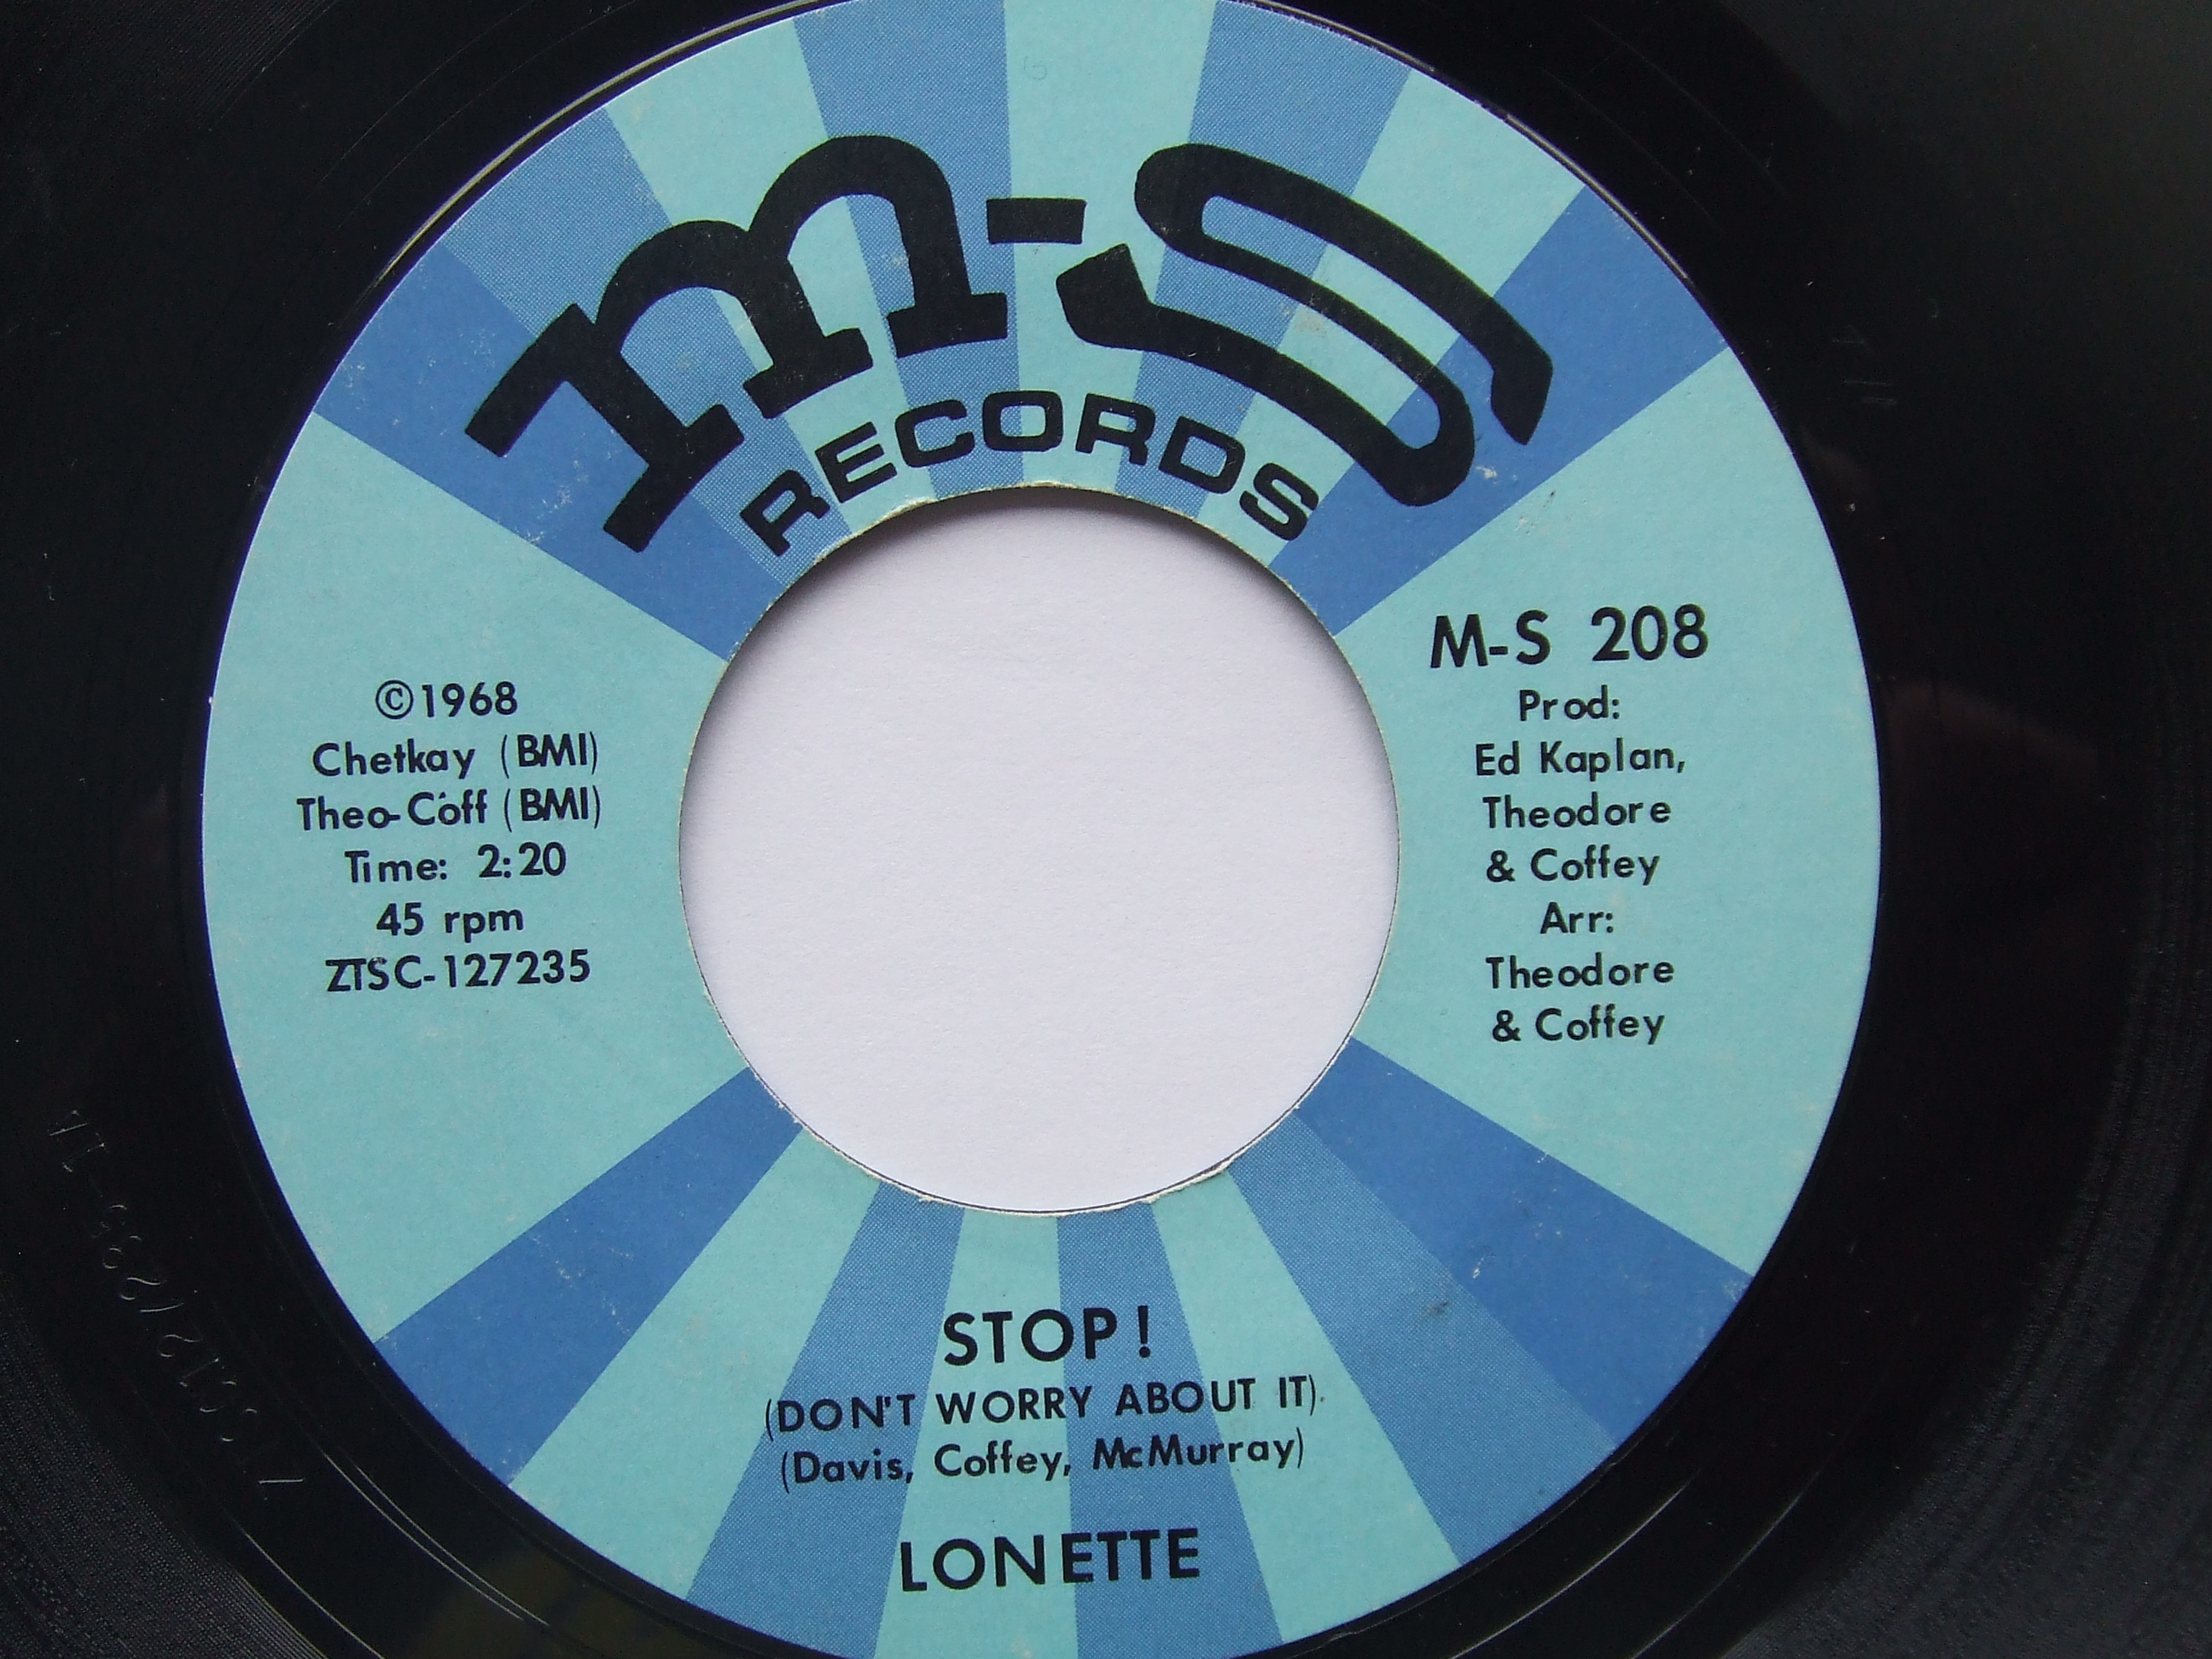 M-S
RECORDS
©1968
Chetkay (BMI)
Theo-Coff (BMI)
Time: 2:20
45 rpm
ZTSC-127235
M-S 208
Prod:
Ed Kaplan,
Theodore
& Coffey
Arr:
Theodore
& Coffey
STOP!
(DON'T WORRY ABOUT IT)
(Davis, Coffey, McMurray)
LONETTE